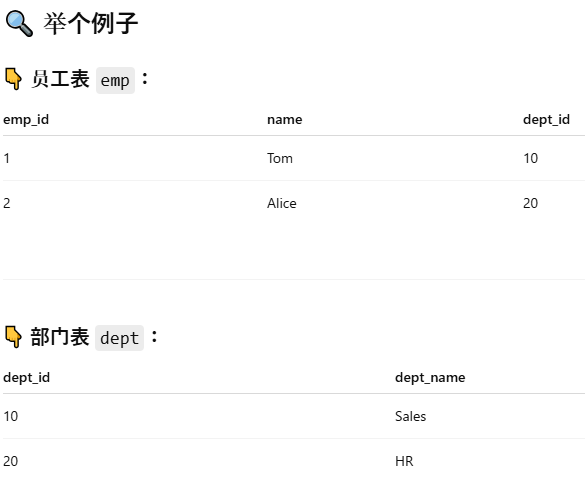 🔍 举个例子
👇 员工表 emp：
emp_id name dept_id
1 Tom 10
2 Alice 20
👇 部门表 dept：
dept_id dept_name
10 Sales
20 HR